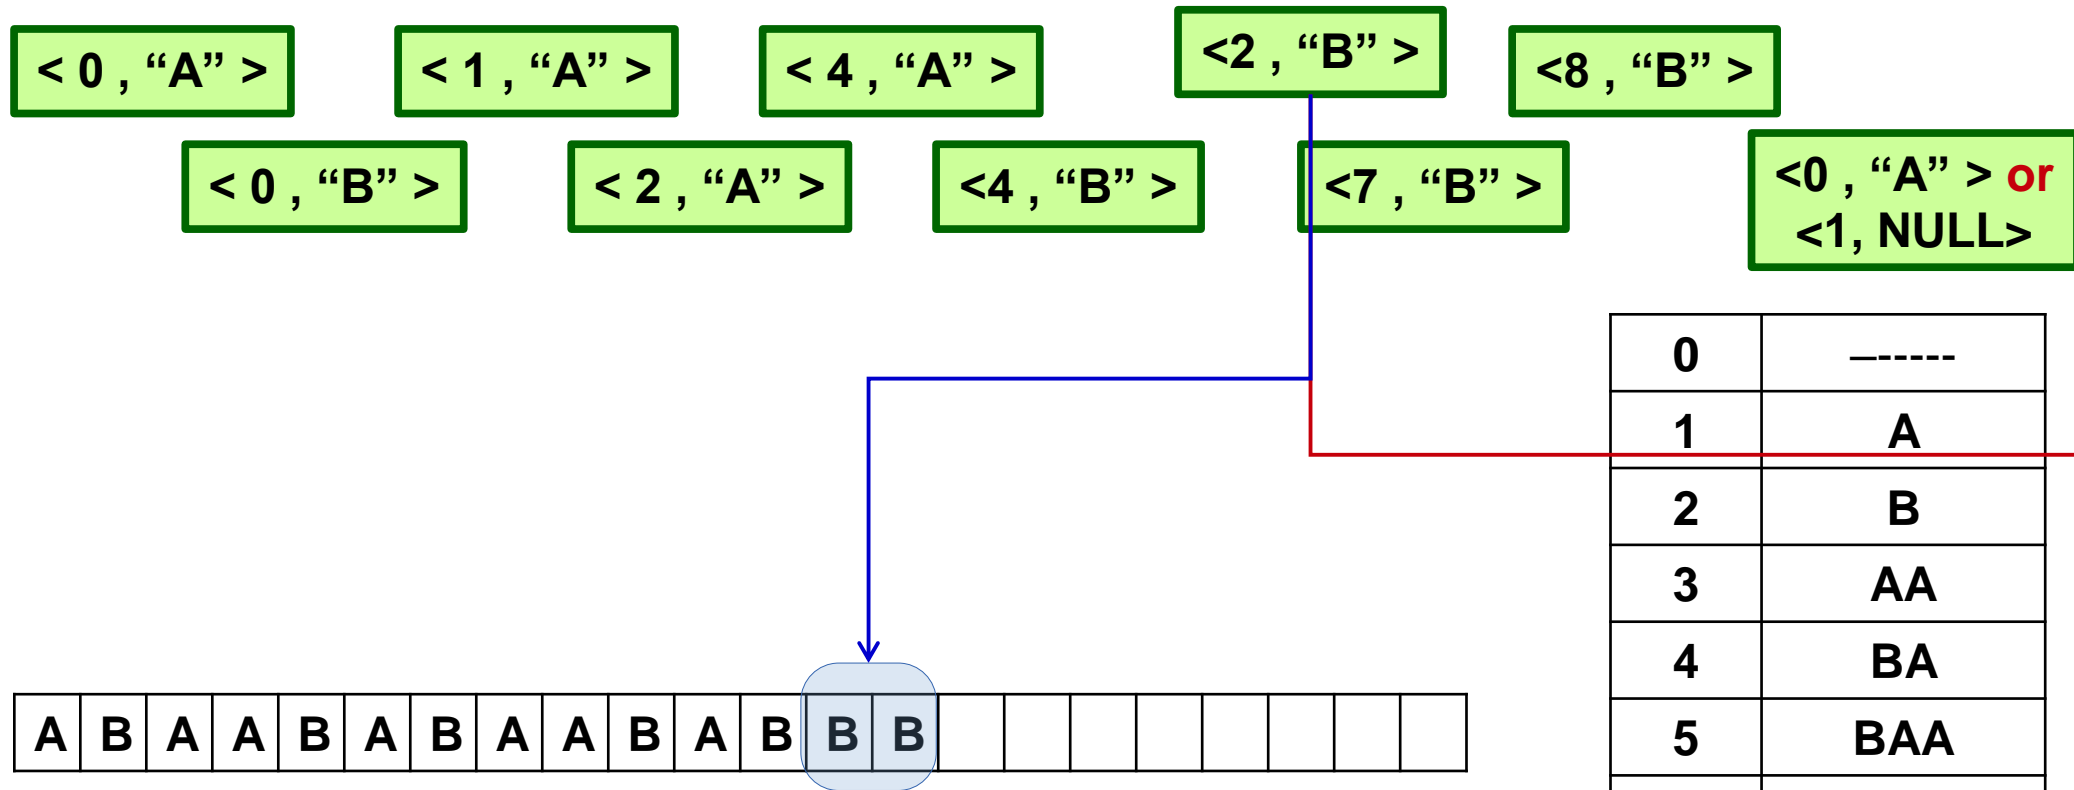 < 0 , “A” >
< 1 , “A” >
< 4 , “A” >
<2 , “B” >
<8 , “B” >
< 0 , “B” >
< 2 , “A” >
<4 , “B” >
<7 , “B” >
<0 , “A” > or
<1, NULL>
0 –-----
1 A
2 B
3 AA
4 BA
5 BAA
A B A A B A B A A B A B B B